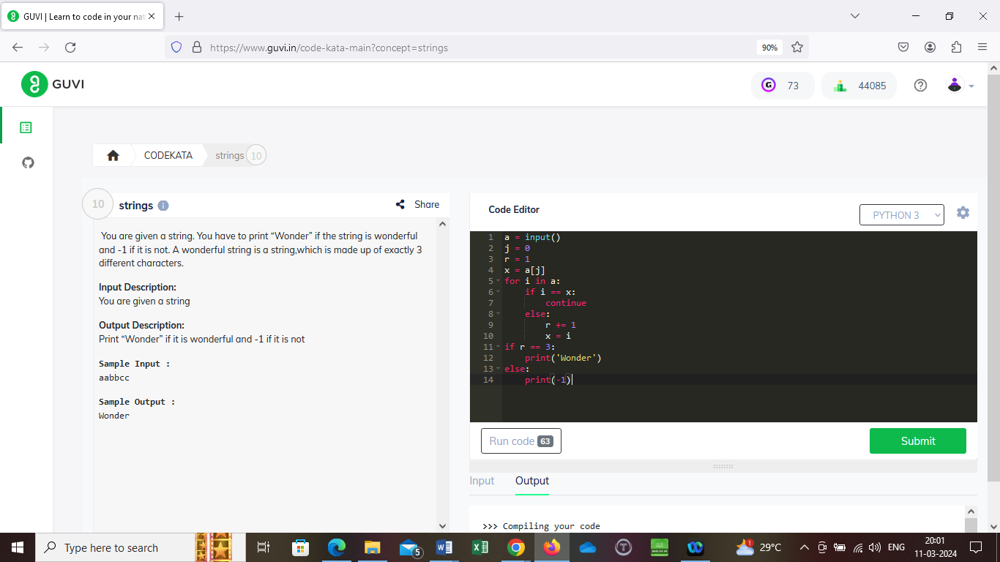 GUVI | Learn to code in your nat
https://www.guvi.in/code-kata-main?concept=strings
90%
GUVI
G
73
44085
CODEKATA
strings
10
10
strings
Share
You are given a string. You have to print “Wonder” if the string is wonderful
and -1 if it is not. A wonderful string is a string,which is made up of exactly 3
different characters.
Input Description:
You are given a string
Output Description:
Print “Wonder” if it is wonderful and -1 if it is not
Sample Input :
aabbcc
Sample Output :
Wonder
Code Editor
PYTHON 3
1 a = input()
2 j = 0
3 r = 1
4 x = a[j]
5 for i in a:
6     if i == x:
7         continue
8     else:
9         r += 1
10         x = i
11 if r == 3:
12     print('Wonder')
13 else:
14     print(-1)
Run code 63
Submit
Input
Output
>>> Compiling your code
Type here to search
5
1
29°C
ENG
20:01
11-03-2024